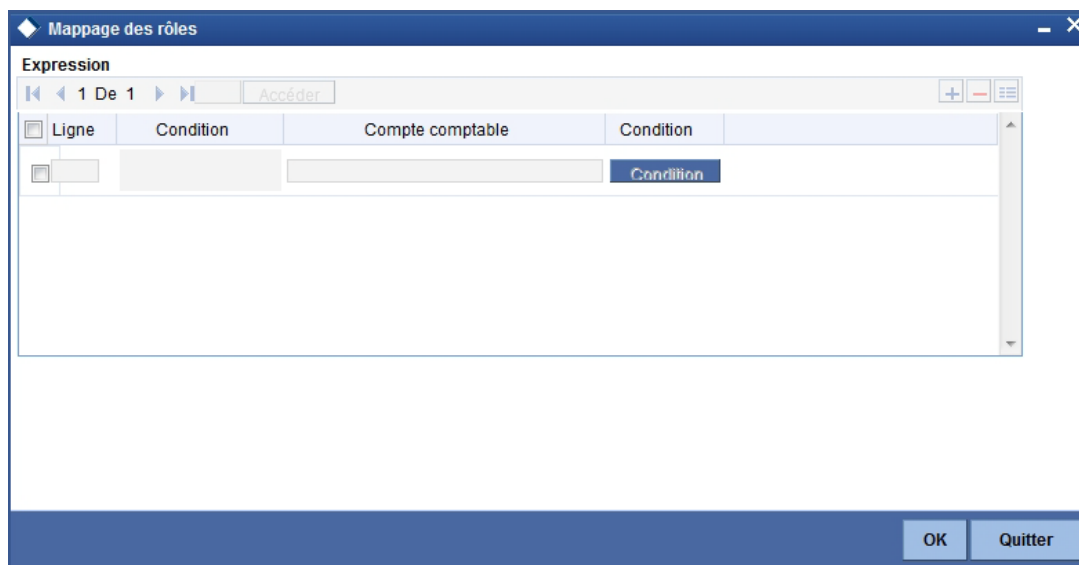 Mappage des rôles
Expression
1 De 1 Accéder
Ligne Condition Compte comptable Condition
Condition
OK Quitter